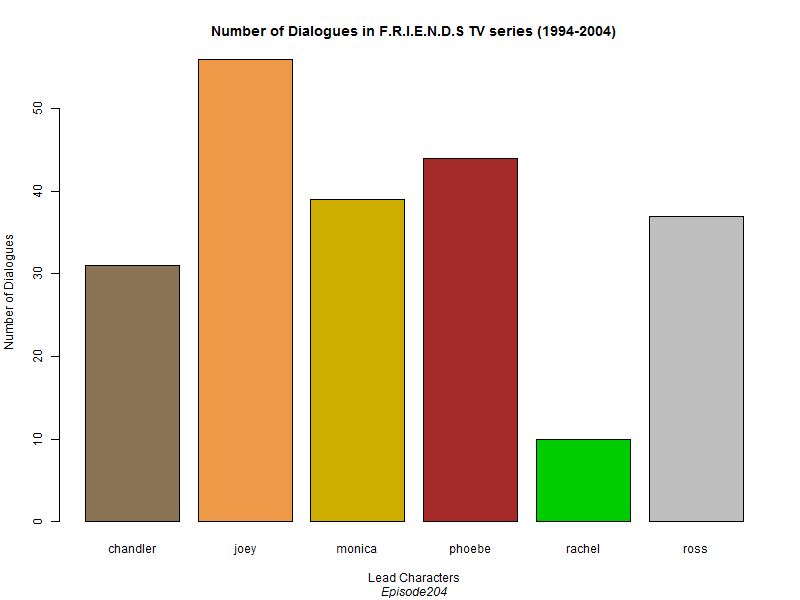 Number of Dialogues in F.R.I.E.N.D.S TV series (1994-2004)
Number of Dialogues
50
40
30
20
10
0
chandler joey monica phoebe rachel ross
Lead Characters
Episode204